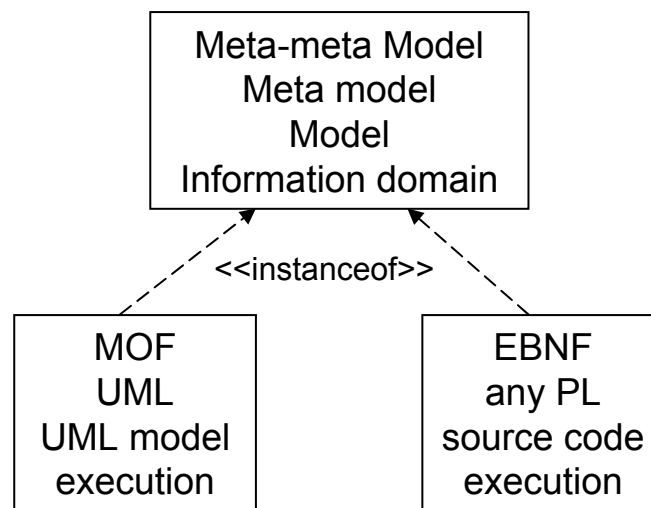 Meta-meta Model
Meta model
Model
Information domain
<<instanceof>>
MOF
UML
UML model
execution
EBNF
any PL
source code
execution